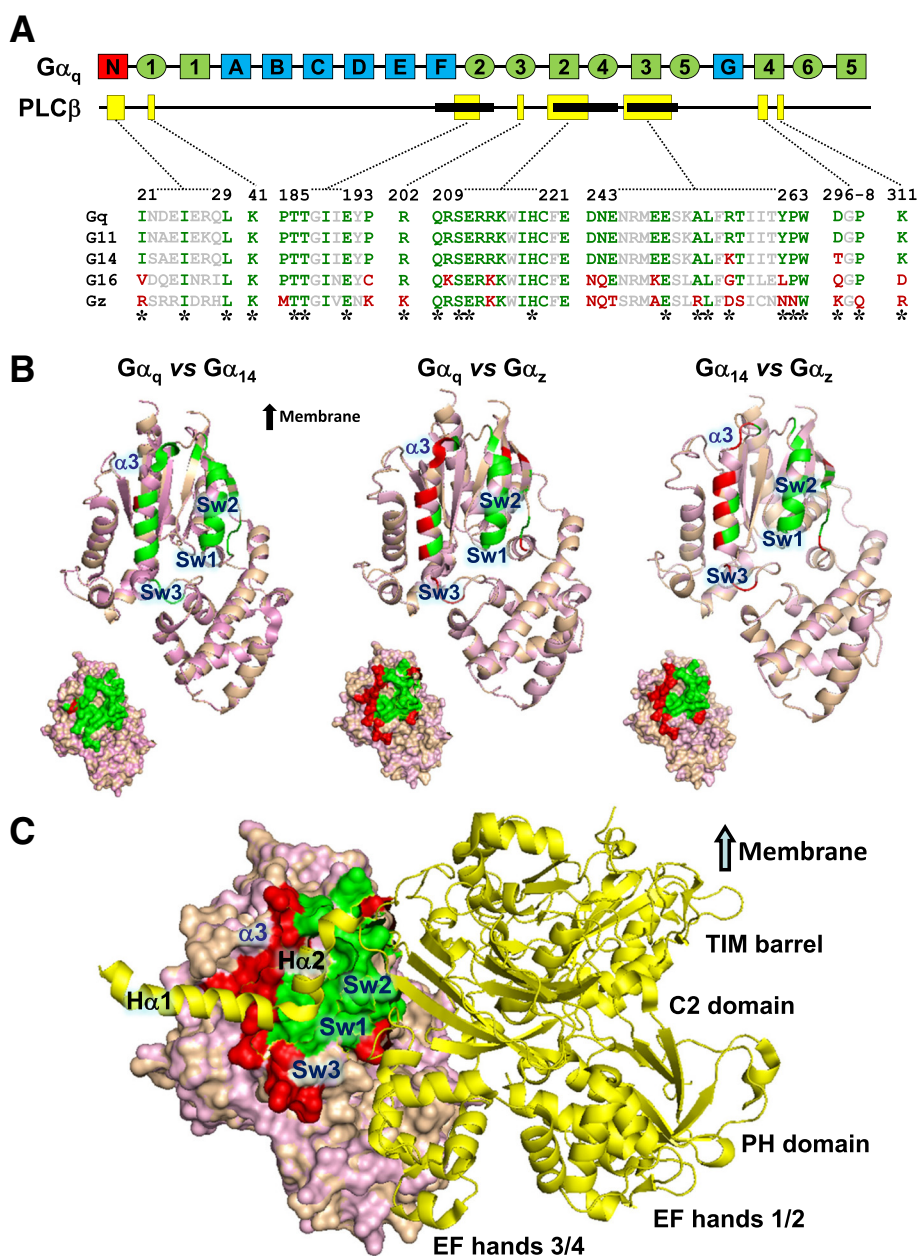 A
Gαq N 1 1 A B C D E F 2 3 2 4 3 5 G 4 6 5
PLCβ
21 29 41 185 193 202 209 221 243 263 296-8 311
Gq INDEIERQL K PTTGIIEYP R QRSERRKWIHCFE DNENRMEESKALFRTIITYPW DGP K
G11 INAEIEKQL K PTTGIIEYP R QRSERRKWIHCFE DNENRMEESKALFRTIITYPW DGP K
G14 ISAEIEKQL K PTTGIIEYP R QRSERRKWIHCFE DNENRMEESKALFKTIITYPW TGP K
G16 VDQEINRIL K PTTGINEYC R QKSERKKWIHCFE NQENRMKESLALFGTIIELPW QGP D
Gz RSRRIDRHL K MTTGIVENK K QRSERKKWIHCFE NQTSRMAESLRLFDSICNNNW KGQ R
* * * * ** * * * ** * * * ** * *** * * *
B
Gαq vs Gα14 Gαq vs Gαz Gα14 vs Gαz
Membrane
α3 Sw2 Sw1 Sw3
α3 Sw2 Sw1 Sw3
α3 Sw2 Sw1 Sw3
C
Membrane
α3
Hα2
TIM barrel
Sw2
Hα1
C2 domain
Sw1
Sw3
PH domain
EF hands 1/2
EF hands 3/4